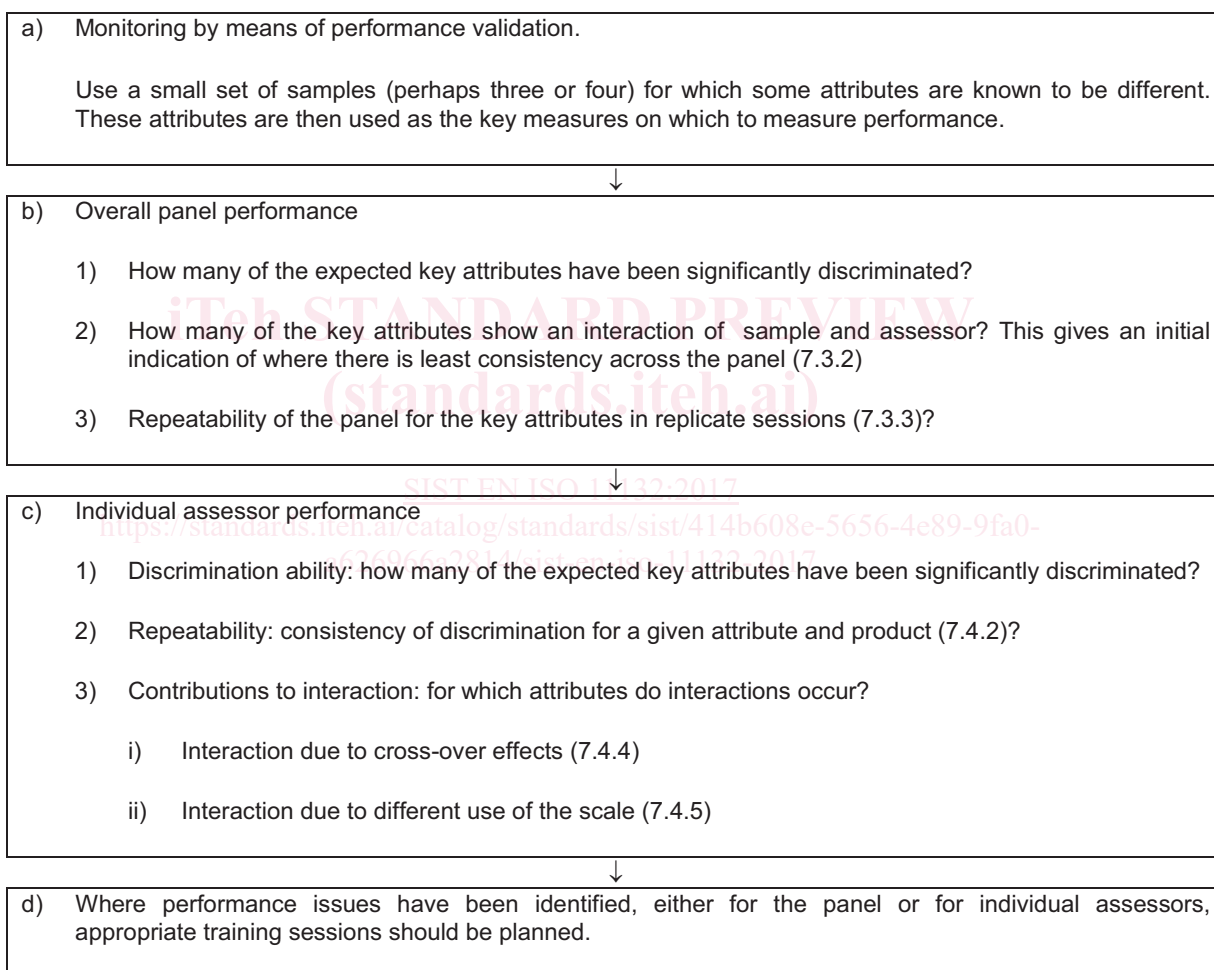 a) Monitoring by means of performance validation.
Use a small set of samples (perhaps three or four) for which some attributes are known to be different.
These attributes are then used as the key measures on which to measure performance.
↓
b) Overall panel performance
1) How many of the expected key attributes have been significantly discriminated?
iTeh STANDARD PREVIEW
2) How many of the key attributes show an interaction of sample and assessor? This gives an initial
indication of where there is least consistency across the panel (7.3.2)
(standards.iteh.ai)
3) Repeatability of the panel for the key attributes in replicate sessions (7.3.3)?
↓
SIST EN ISO 11132:2017
c) Individual assessor performance
https://standards.iteh.ai/catalog/standards/sist/414b608e-5656-4e89-9fa0-
a626966a2814/sist-en-iso-11132-2017
1) Discrimination ability: how many of the expected key attributes have been significantly discriminated?
2) Repeatability: consistency of discrimination for a given attribute and product (7.4.2)?
3) Contributions to interaction: for which attributes do interactions occur?
i) Interaction due to cross-over effects (7.4.4)
ii) Interaction due to different use of the scale (7.4.5)
↓
d) Where performance issues have been identified, either for the panel or for individual assessors,
appropriate training sessions should be planned.